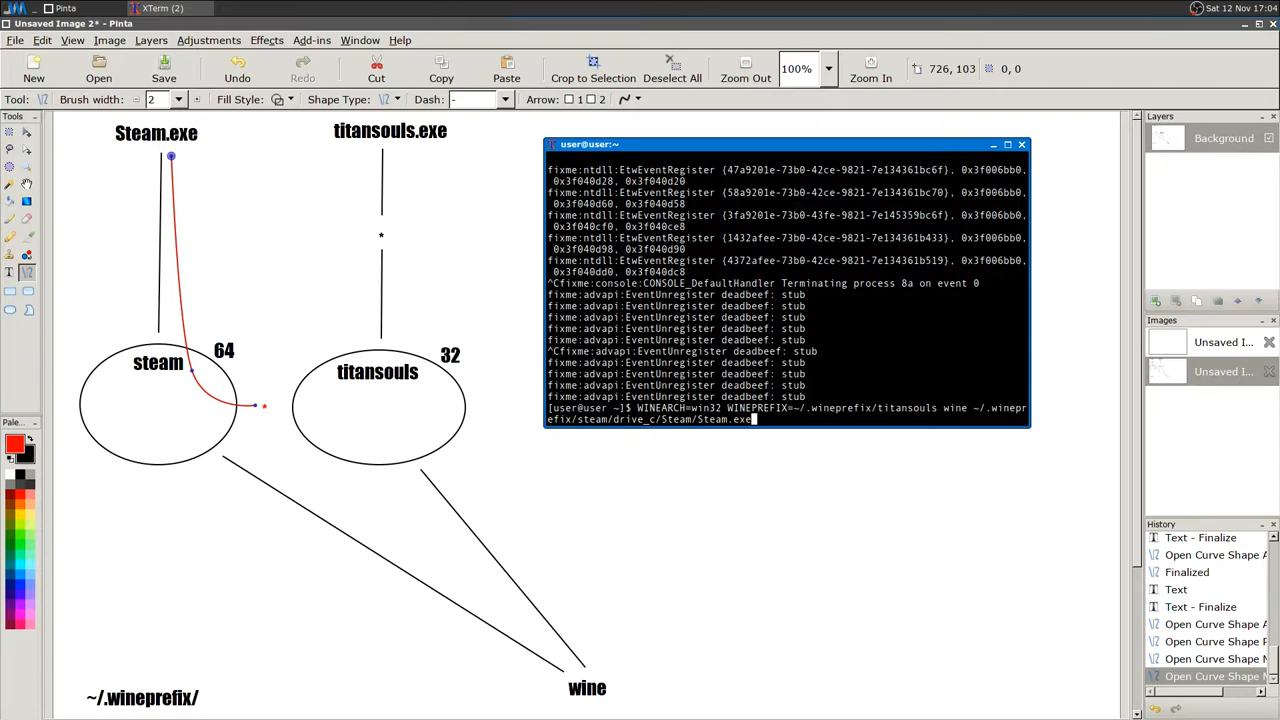 Pinta
XTerm (2)
Sat 12 Nov 17:04
Unsaved Image 2* - Pinta
File Edit View Image Layers Adjustments Effects Add-ins Window Help
New Open Save Undo Redo Cut Copy Paste Crop to Selection Deselect All Zoom Out 100% Zoom In 726, 103 0, 0
Tool: Brush width: - 2 + Fill Style: Shape Type: Dash: - Arrow: 1 2
Tools
Steam.exe
titansouls.exe
*
64
steam
32
titansouls
*
wine
~/.wineprefix/
Pale...
user@user:~
fixme:ntdll:EtwEventRegister {47a9201e-73b0-42ce-9821-7e134361bc6f}, 0x3f006bb0,
0x3f040d28, 0x3f040d20
fixme:ntdll:EtwEventRegister {58a9201e-73b0-42ce-9821-7e134361bc70}, 0x3f006bb0,
0x3f040d60, 0x3f040d58
fixme:ntdll:EtwEventRegister {3fa9201e-73b0-43fe-9821-7e145359bc6f}, 0x3f006bb0,
0x3f040cf0, 0x3f040ce8
fixme:ntdll:EtwEventRegister {1432afee-73b0-42ce-9821-7e134361b433}, 0x3f006bb0,
0x3f040d98, 0x3f040d90
fixme:ntdll:EtwEventRegister {4372afee-73b0-42ce-9821-7e134361b519}, 0x3f006bb0,
0x3f040dd0, 0x3f040dc8
^Cfixme:console:CONSOLE_DefaultHandler Terminating process 8a on event 0
fixme:advapi:EventUnregister deadbeef: stub
fixme:advapi:EventUnregister deadbeef: stub
fixme:advapi:EventUnregister deadbeef: stub
fixme:advapi:EventUnregister deadbeef: stub
fixme:advapi:EventUnregister deadbeef: stub
^Cfixme:advapi:EventUnregister deadbeef: stub
fixme:advapi:EventUnregister deadbeef: stub
fixme:advapi:EventUnregister deadbeef: stub
fixme:advapi:EventUnregister deadbeef: stub
fixme:advapi:EventUnregister deadbeef: stub
[user@user ~]$ WINEARCH=win32 WINEPREFIX=~/.wineprefix/titansouls wine ~/.winepr
efix/steam/drive_c/Steam/Steam.exe
Layers
Background
Images
Unsaved I...
Unsaved I...
History
Text - Finalize
Open Curve Shape A
Finalized
Text
Text - Finalize
Open Curve Shape A
Open Curve Shape P
Open Curve Shape M
Open Curve Shape M